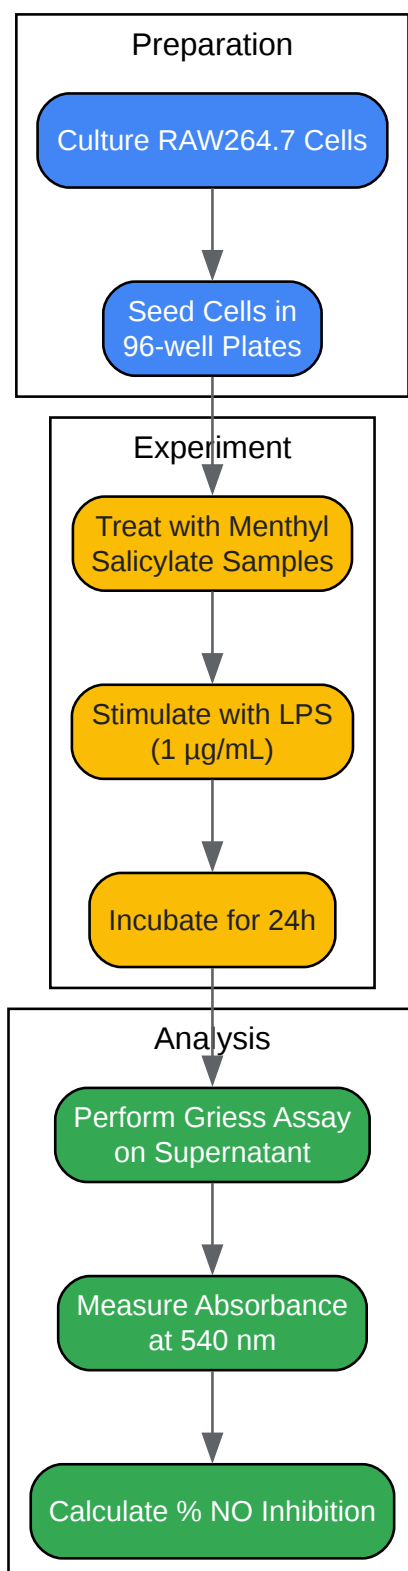 Preparation
Culture RAW264.7 Cells
Seed Cells in
96-well Plates
Experiment
Treat with Menthyl
Salicylate Samples
Stimulate with LPS
(1 µg/mL)
Incubate for 24h
Analysis
Perform Griess Assay
on Supernatant
Measure Absorbance
at 540 nm
Calculate % NO Inhibition